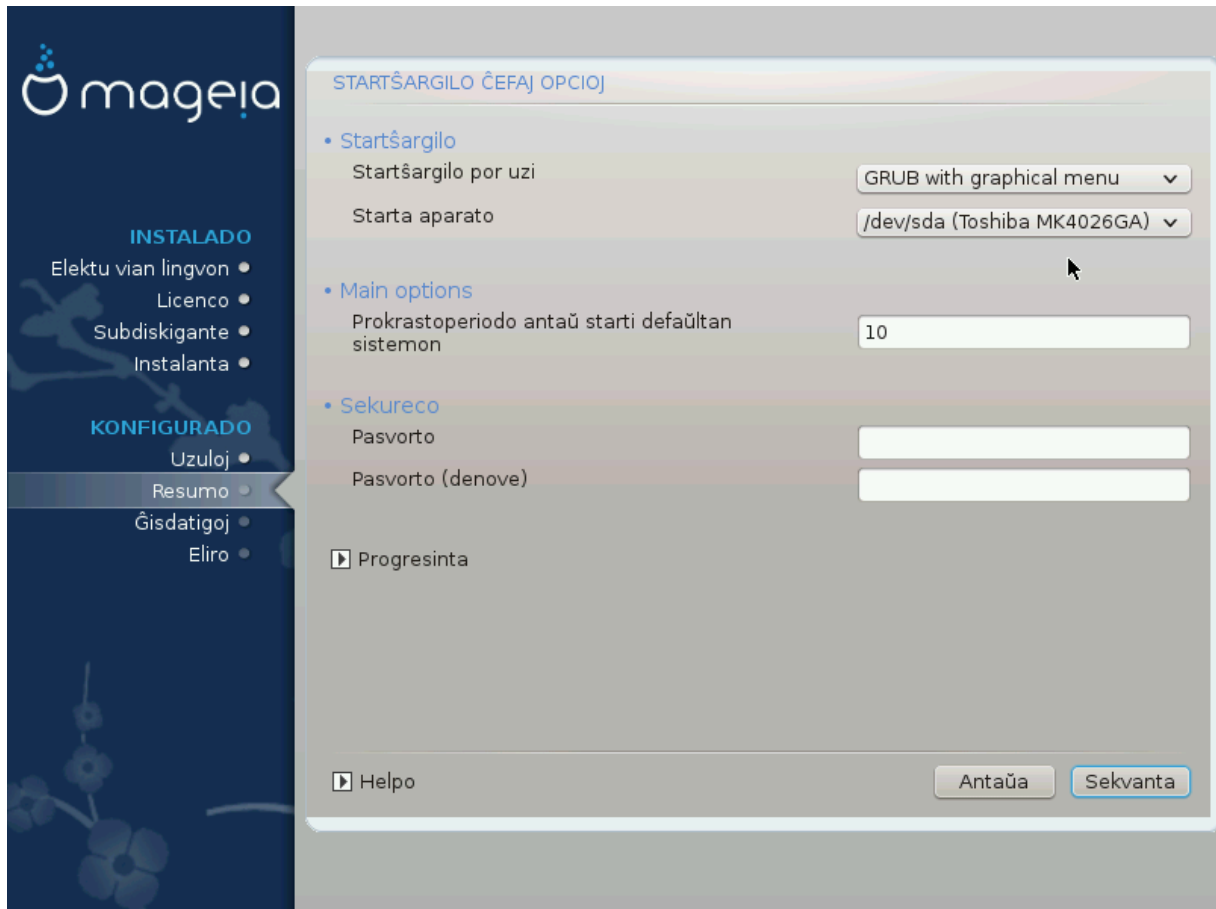 mageia
INSTALADO
Elektu vian lingvon
Licenco
Subdiskigante
Instalanta
KONFIGURADO
Uzuloj
Resumo
Ĝisdatigoj
Eliro
STARTŜARGILO ĈEFAJ OPCIOJ
• Startŝargilo
Startŝargilo por uzi
GRUB with graphical menu
Starta aparato
/dev/sda (Toshiba MK4026GA)
• Main options
Prokrastoperiodo antaŭ starti defaŭltan
sistemon
10
• Sekureco
Pasvorto
Pasvorto (denove)
Progresinta
Helpo
Antaŭa
Sekvanta